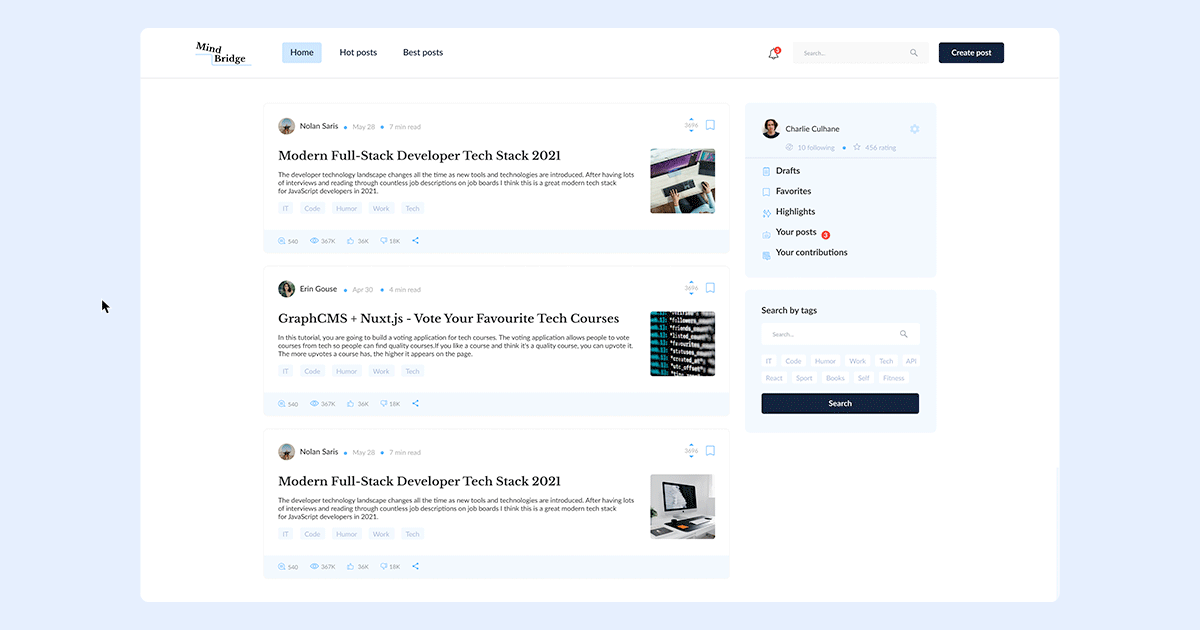 Mind
Bridge
Home
Hot posts
Best posts
3
Search...
Create post
Nolan Saris
May 28
7 min read
3696
Modern Full-Stack Developer Tech Stack 2021
The developer technology landscape changes all the time as new tools and technologies are introduced. After having lots
of interviews and reading through countless job descriptions on job boards I think this is a great modern tech stack
for JavaScript developers in 2021.
IT
Code
Humor
Work
Tech
540
367K
36K
18K
Erin Gouse
Apr 30
4 min read
3696
GraphCMS + Nuxt.js - Vote Your Favourite Tech Courses
In this tutorial, you are going to build a voting application for tech courses. The voting application allows people to vote
courses from tech so people can find quality courses.If you like a course and think it's a quality course, you can upvote it.
The more upvotes a course has, the higher it appears on the page.
IT
Code
Humor
Work
Tech
540
367K
36K
18K
Nolan Saris
May 28
7 min read
3696
Modern Full-Stack Developer Tech Stack 2021
The developer technology landscape changes all the time as new tools and technologies are introduced. After having lots
of interviews and reading through countless job descriptions on job boards I think this is a great modern tech stack
for JavaScript developers in 2021.
IT
Code
Humor
Work
Tech
540
367K
36K
18K
Charlie Culhane
10 following
456 rating
Drafts
Favorites
Highlights
Your posts
3
Your contributions
Search by tags
Search...
IT
Code
Humor
Work
Tech
API
React
Sport
Books
Self
Fitness
Search